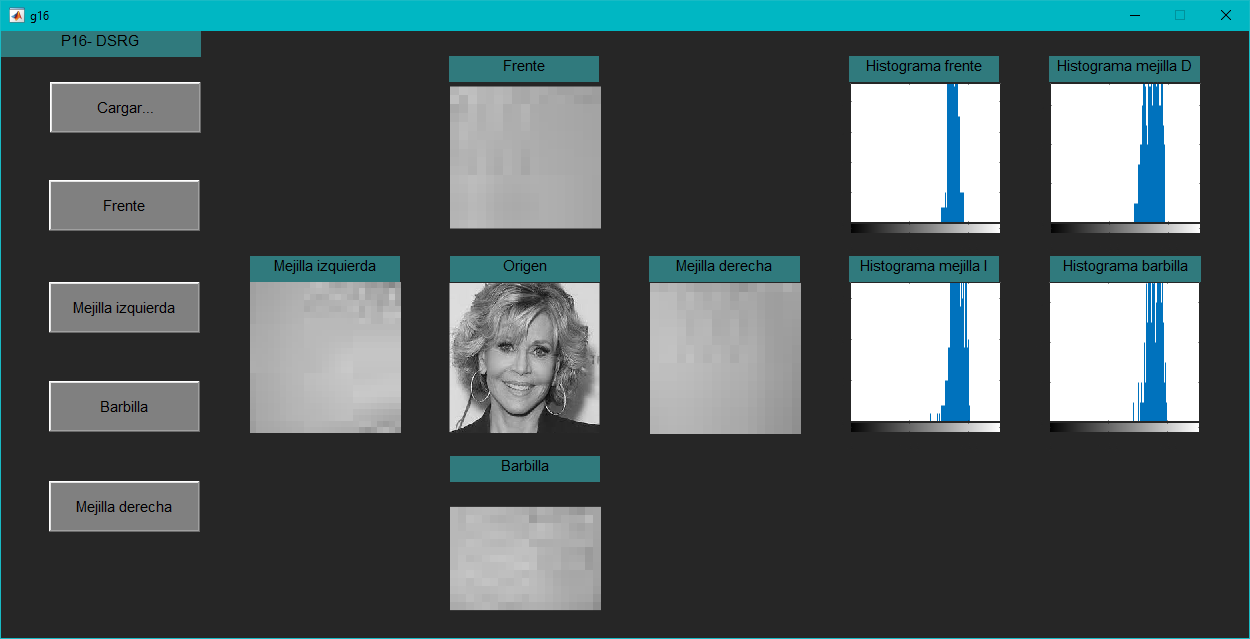 g16
P16- DSRG
Cargar...
Frente
Mejilla izquierda
Barbilla
Mejilla derecha
Frente
Mejilla izquierda
Origen
Mejilla derecha
Barbilla
Histograma frente
Histograma mejilla D
Histograma mejilla I
Histograma barbilla